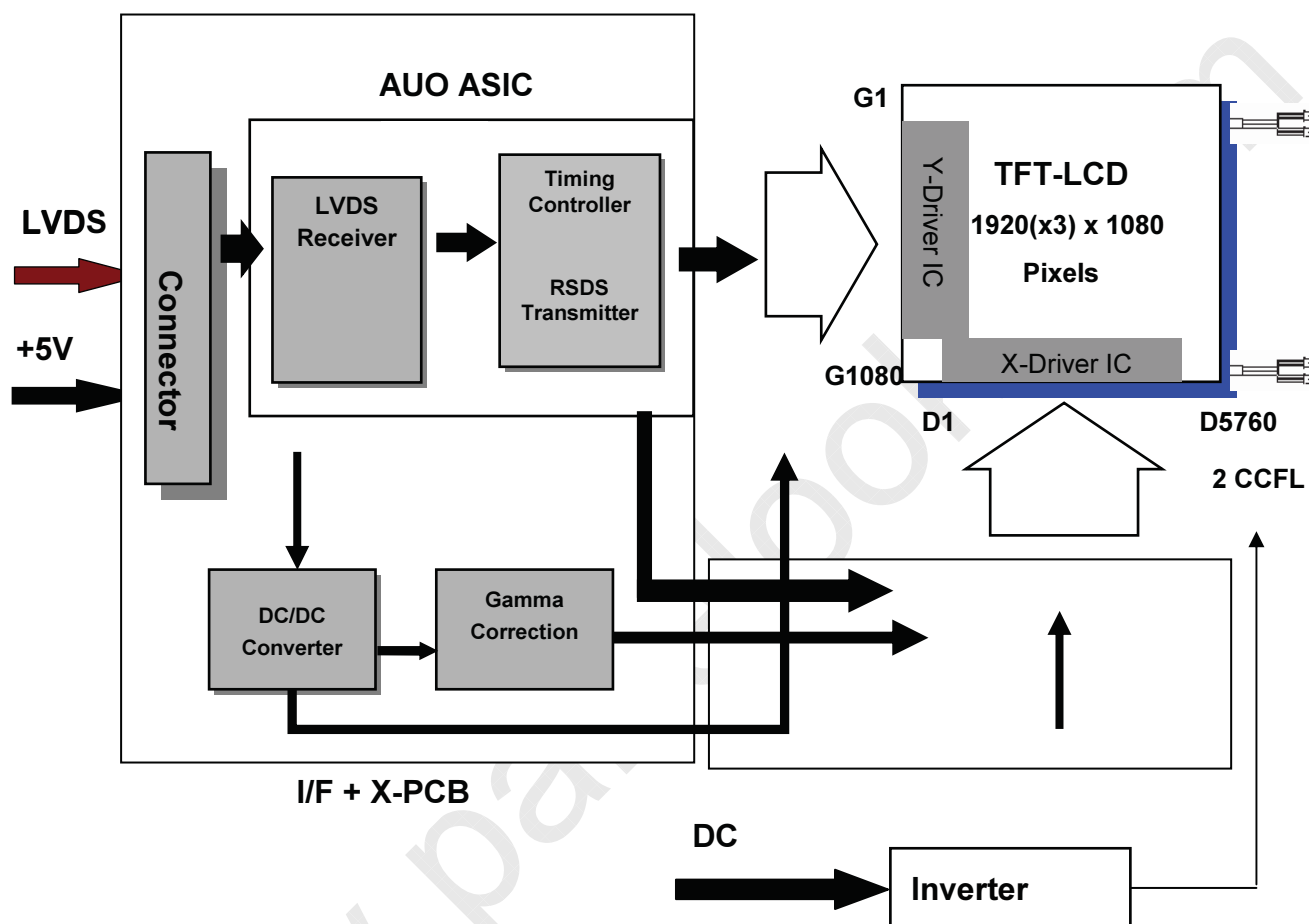 AUO ASIC
G1
LVDS
+5V
Connector
LVDS
Receiver
Timing
Controller
RSDS
Transmitter
Y-Driver IC
TFT-LCD
1920(x3) x 1080
Pixels
X-Driver IC
G1080
D1
D5760
2 CCFL
DC/DC
Converter
Gamma
Correction
I/F + X-PCB
DC
Inverter